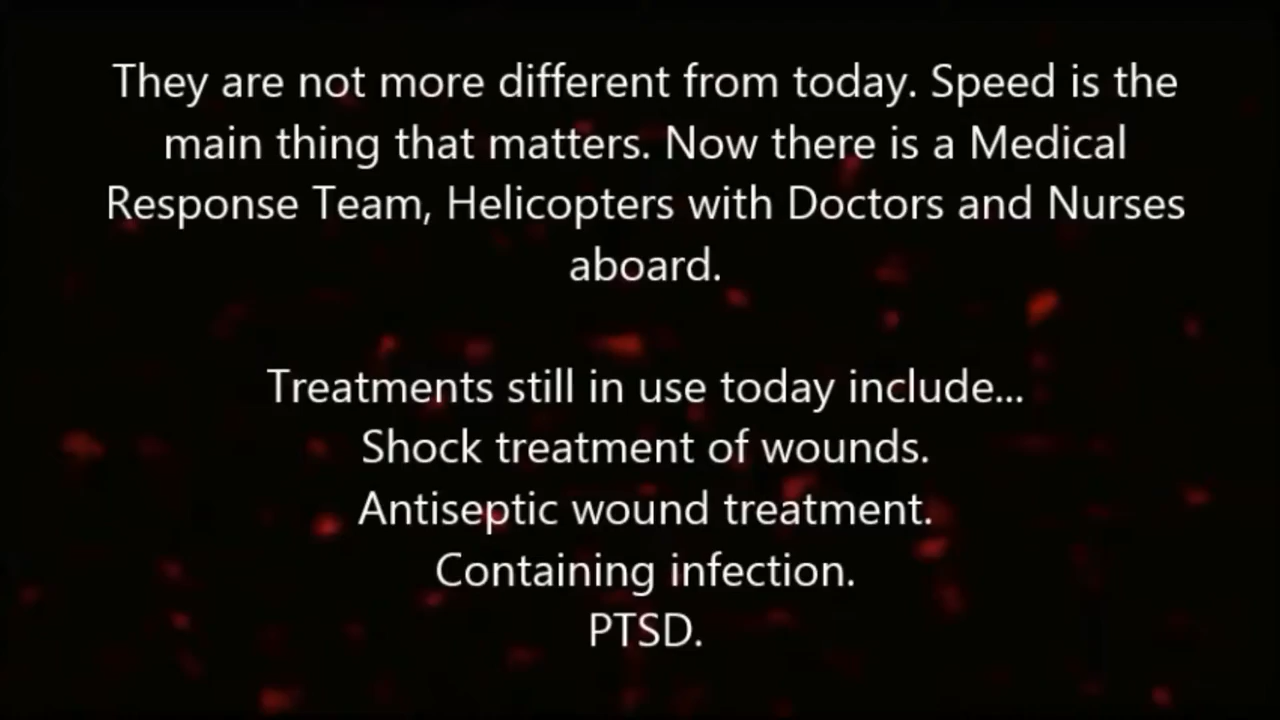 They are not more different from today. Speed is the
main thing that matters. Now there is a Medical
Response Team, Helicopters with Doctors and Nurses
aboard.
Treatments still in use today include...
Shock treatment of wounds.
Antiseptic wound treatment.
Containing infection.
PTSD.